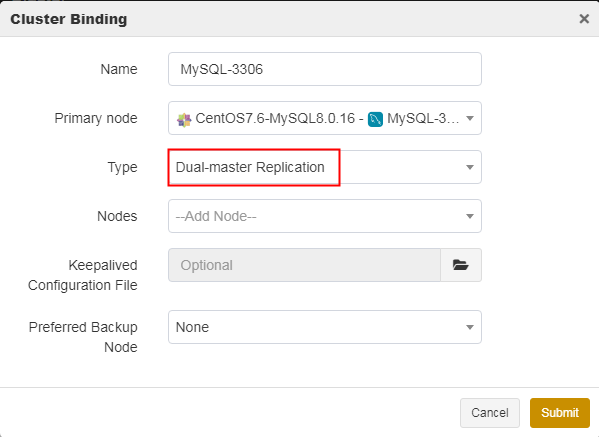 Cluster Binding ×
Name MySQL-3306
Primary node CentOS7.6-MySQL8.0.16 - MySQL-3...
Type Dual-master Replication
Nodes --Add Node--
Keepalived Optional
Configuration File
Preferred Backup None
Node
Cancel Submit